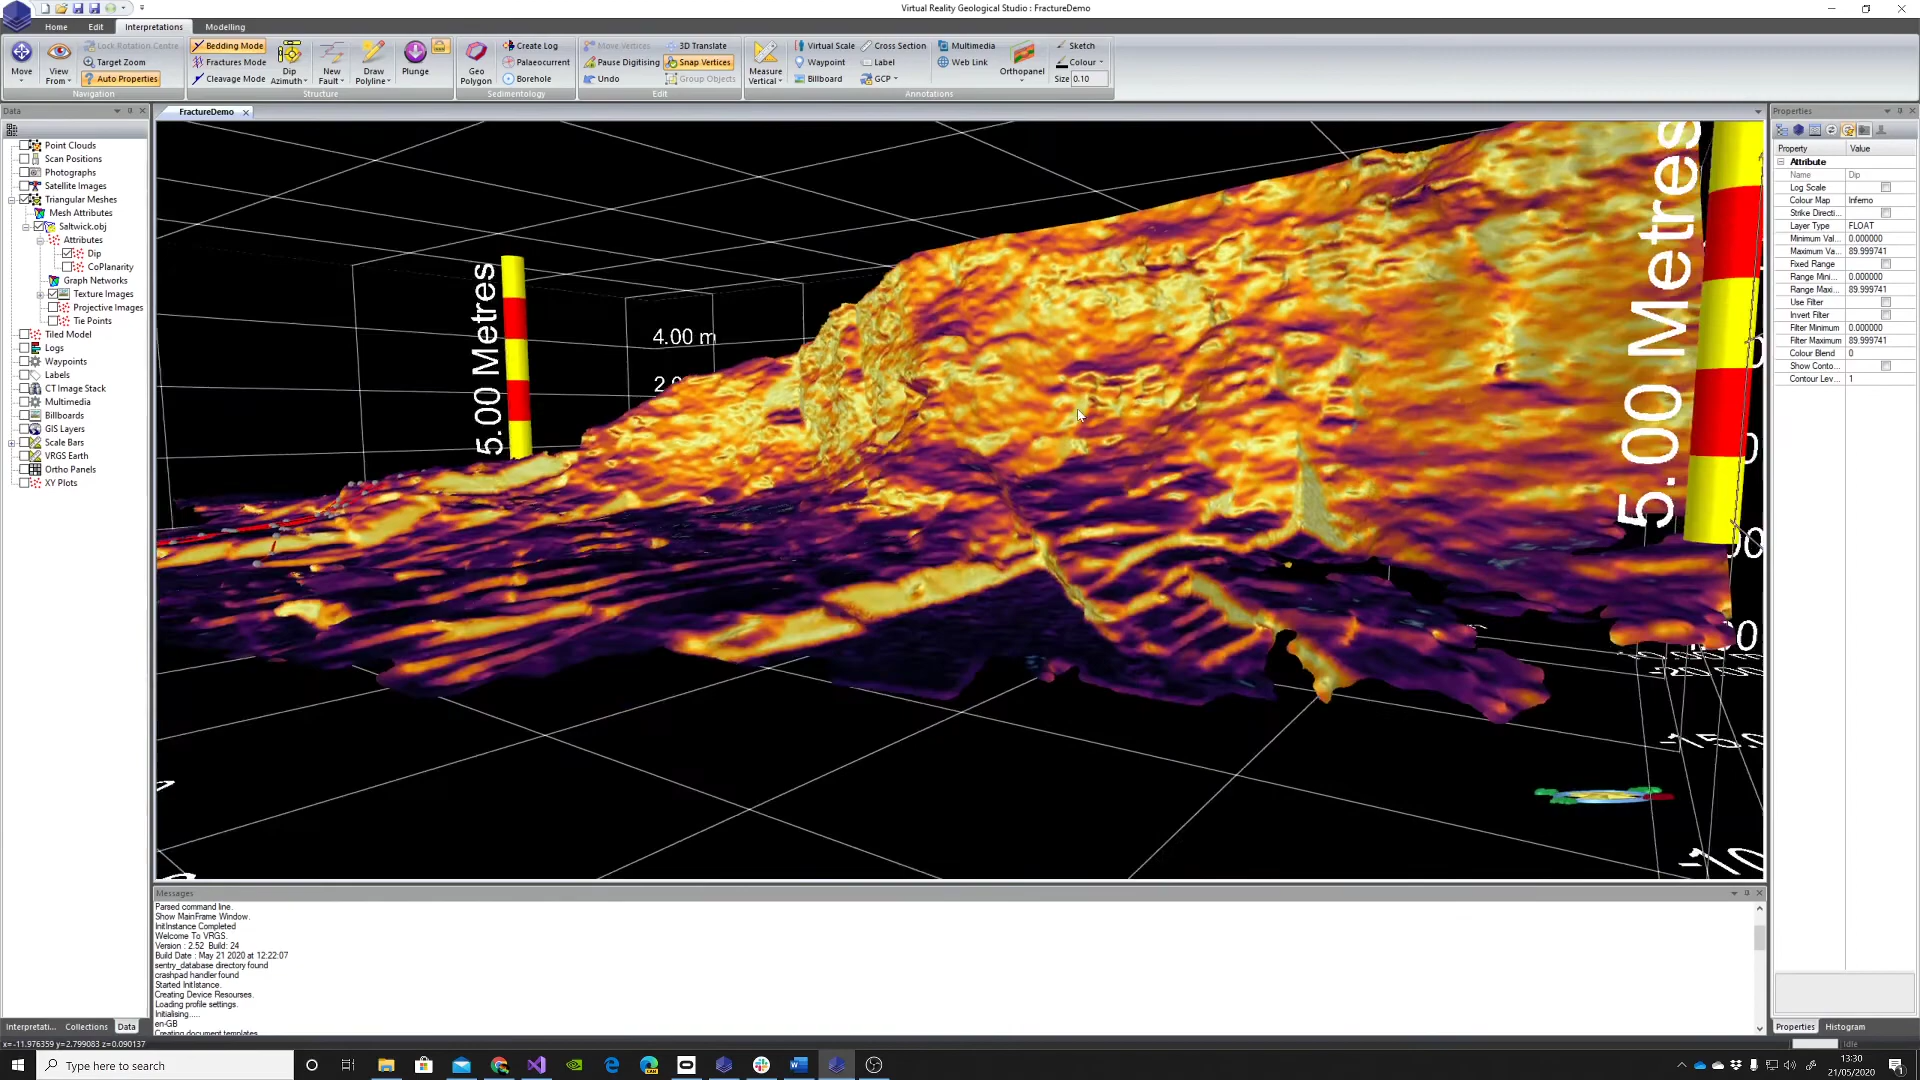 Virtual Reality Geological Studio : FractureDemo
Home Edit Interpretations Modelling
Move
View From
Lock Rotation Centre
Target Zoom
Auto Properties
Navigation
Bedding Mode
Fractures Mode
Cleavage Mode
Dip Azimuth
New Fault
Draw Polyline
Plunge
Structure
Geo Polygon
Create Log
Palaeocurrent
Borehole
Sedimentology
Move Vertices
Pause Digitising
Undo
3D Translate
Snap Vertices
Group Objects
Edit
Measure Vertical
Virtual Scale
Waypoint
Billboard
Cross Section
Label
GCP
Multimedia
Web Link
Orthopanel
Sketch
Colour
Size 0.10
Annotations
Data
Point Clouds
Scan Positions
Photographs
Satellite Images
Triangular Meshes
Mesh Attributes
Saltwick.obj
Attributes
Dip
CoPlanarity
Graph Networks
Texture Images
Projective Images
Tie Points
Tiled Model
Logs
Waypoints
Labels
CT Image Stack
Multimedia
Billboards
GIS Layers
Scale Bars
VRGS Earth
Ortho Panels
XY Plots
Interpretati... Collections Data
FractureDemo
5.00 Metres
4.00 m
5.00 Metres
Properties
Property Value
Attribute
Name Dip
Log Scale
Colour Map Inferno
Strike Directi...
Layer Type FLOAT
Minimum Val... 0.000000
Maximum Va... 89.999741
Fixed Range
Range Mini... 0.000000
Range Maxi... 89.999741
Use Filter
Invert Filter
Filter Minimum 0.000000
Filter Maximum 89.999741
Colour Blend 0
Show Conto...
Contour Lev... 1
Properties Histogram
Messages
Parsed command line.
Show MainFrame Window.
InitInstance Completed
Welcome To VRGS.
Version : 2.52 Build: 24
Build Date : May 21 2020 at 12:22:07
sentry_database directory found
crashpad handler found
Started InitInstance.
Creating Device Resourses.
Loading profile settings.
Initialising.....
en-GB
Creating document templates
x=-11.976359 y=2.799083 z=0.090137
Idle
Type here to search
13:30
21/05/2020